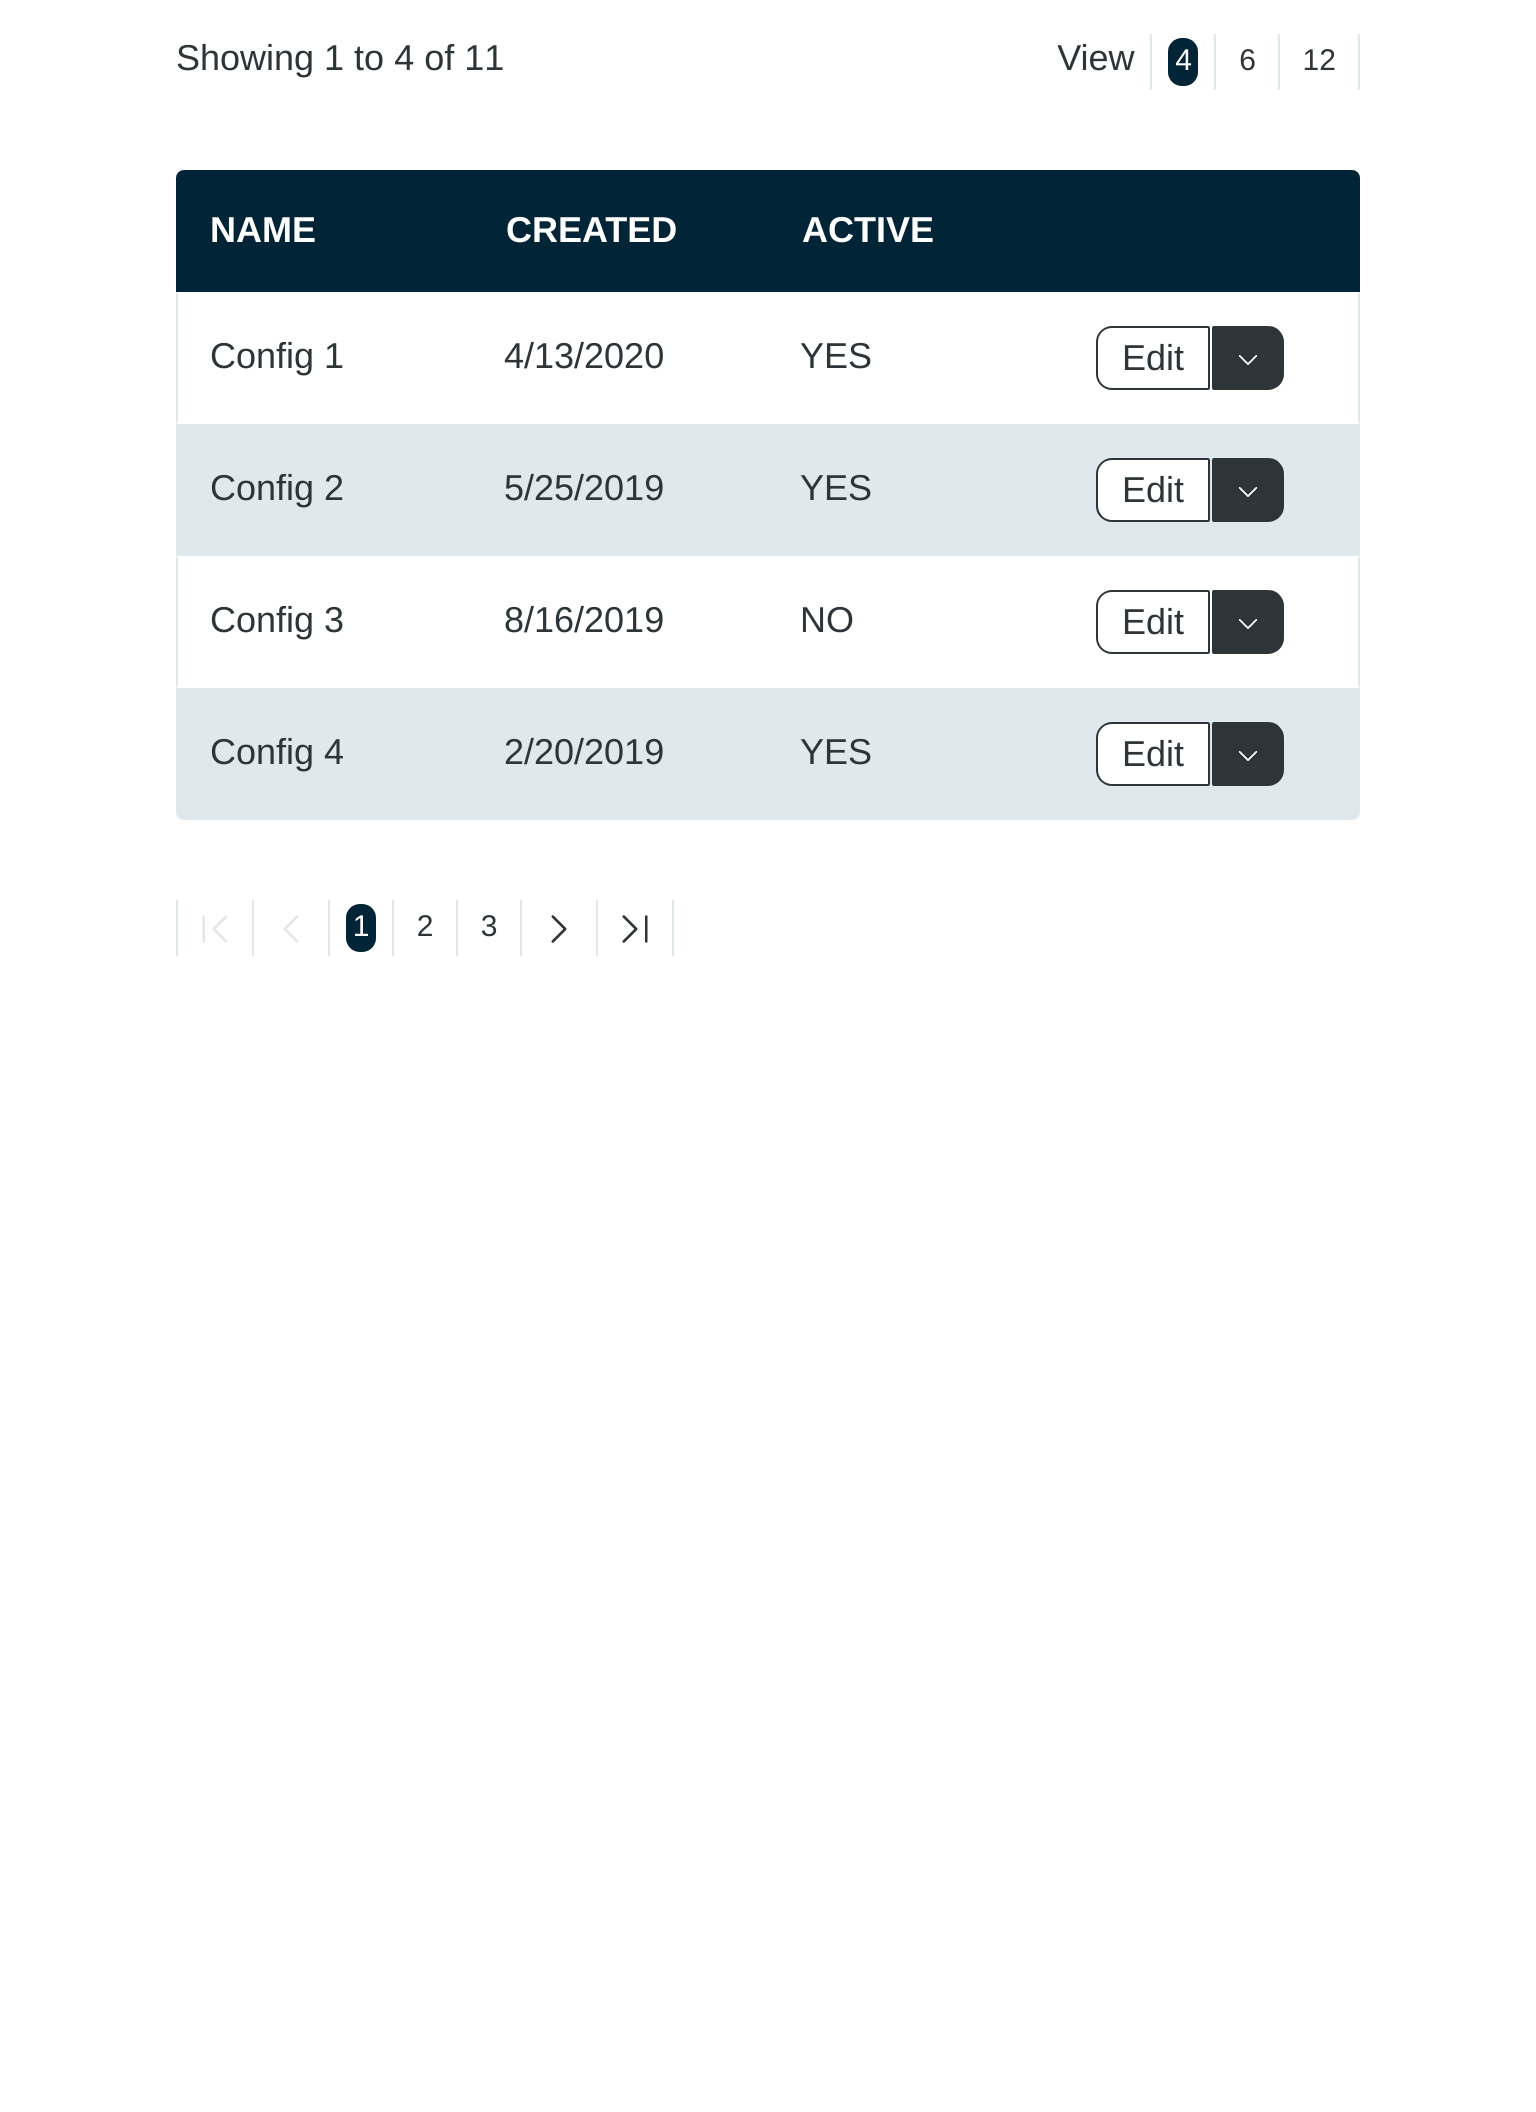 Showing 1 to 4 of 11 View 4 6 12
NAME CREATED ACTIVE
Config 1 4/13/2020 YES Edit
Config 2 5/25/2019 YES Edit
Config 3 8/16/2019 NO Edit
Config 4 2/20/2019 YES Edit
1 2 3